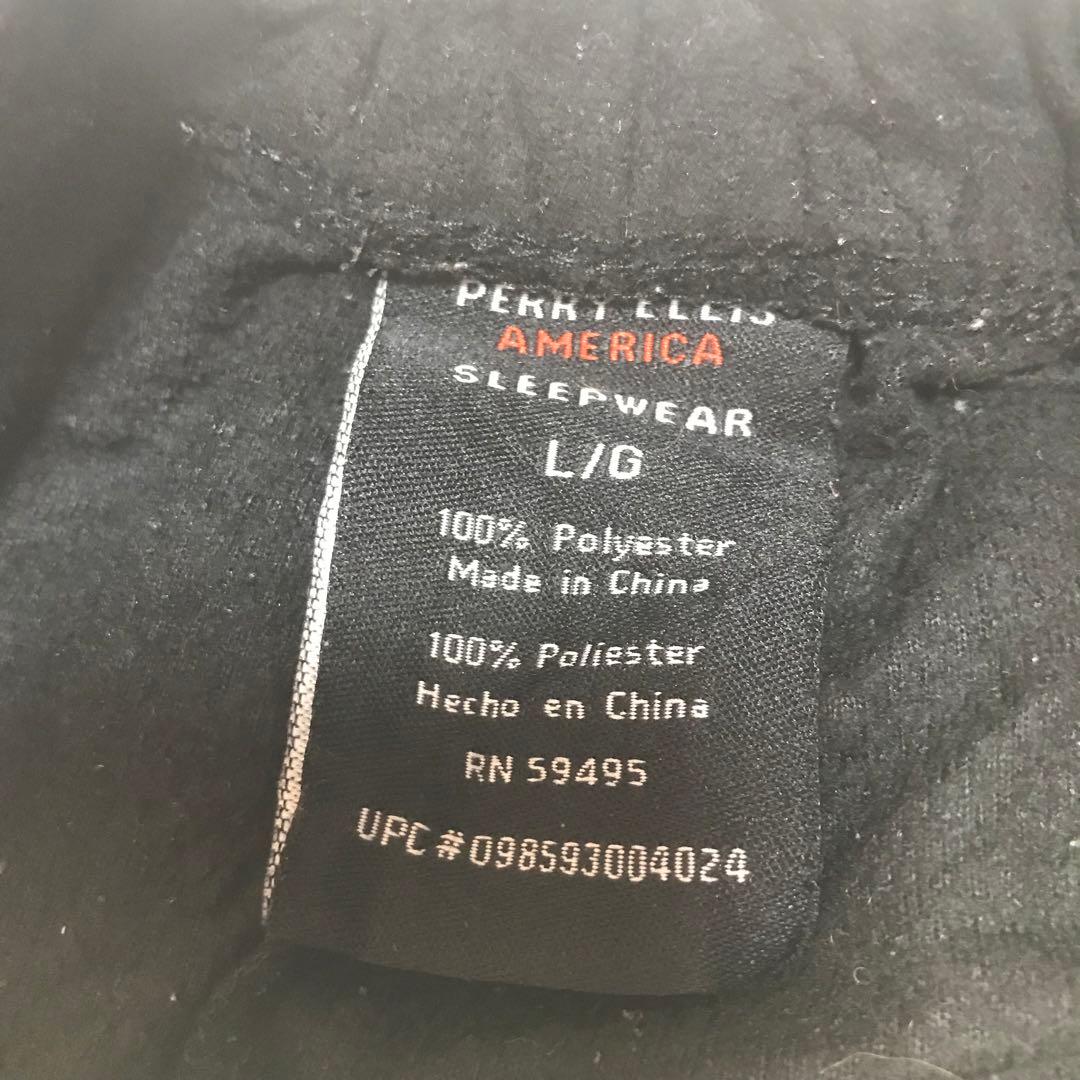 PERRY ELLIS
AMERICA
SLEEPWEAR
L/G
100% Polyester
Made in China
100% Poliester
Hecho en China
RN 59495
UPC #098593004024